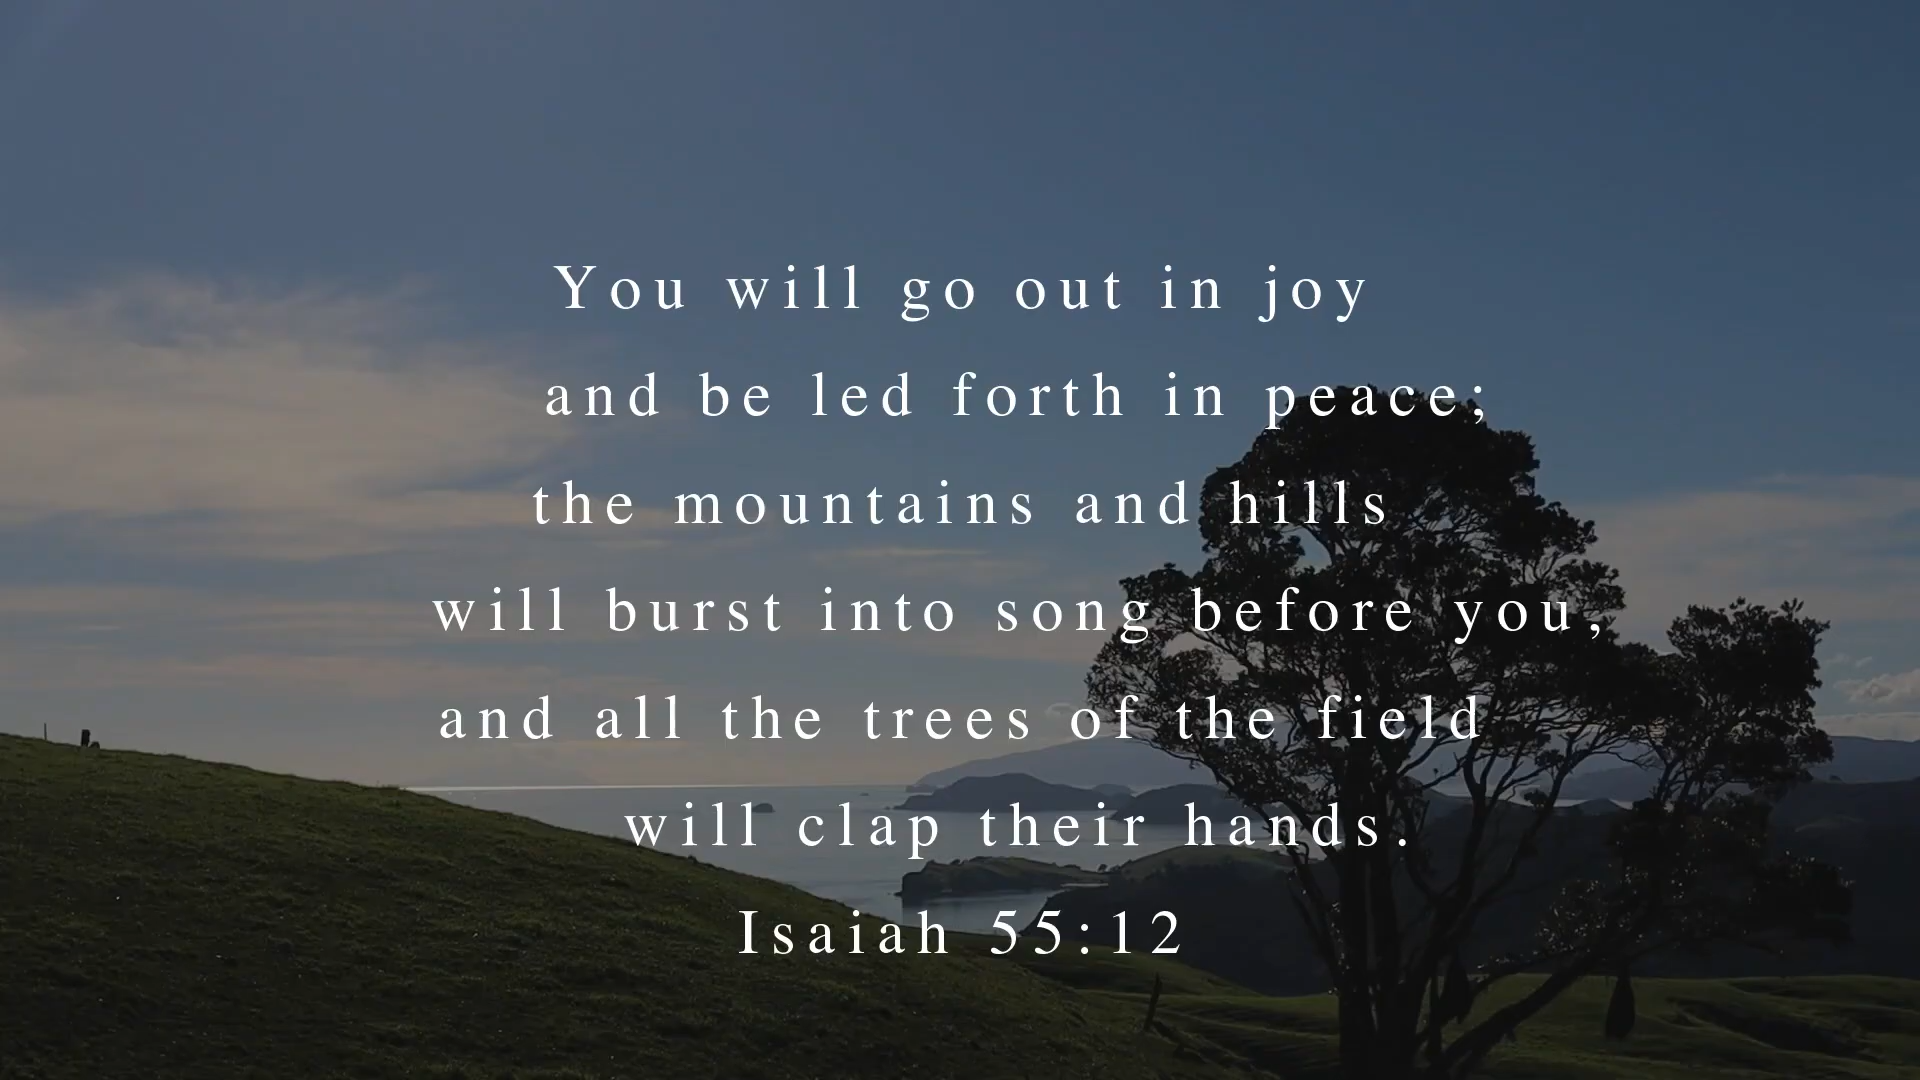 You will go out in joy
and be led forth in peace;
the mountains and hills
will burst into song before you,
and all the trees of the field
will clap their hands.
Isaiah 55:12